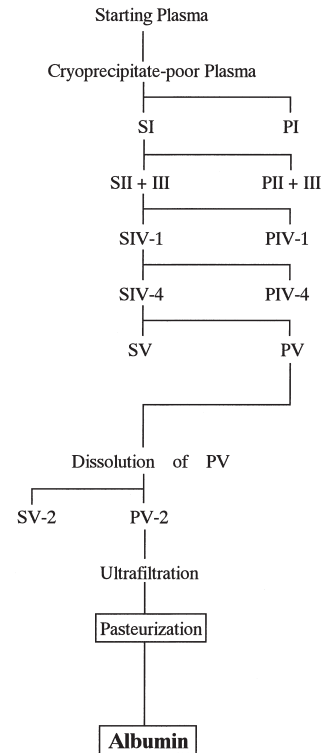 Starting Plasma
Cryoprecipitate-poor Plasma
SI PI
SII + III PII + III
SIV-1 PIV-1
SIV-4 PIV-4
SV PV
Dissolution of PV
SV-2 PV-2
Ultrafiltration
Pasteurization
Albumin